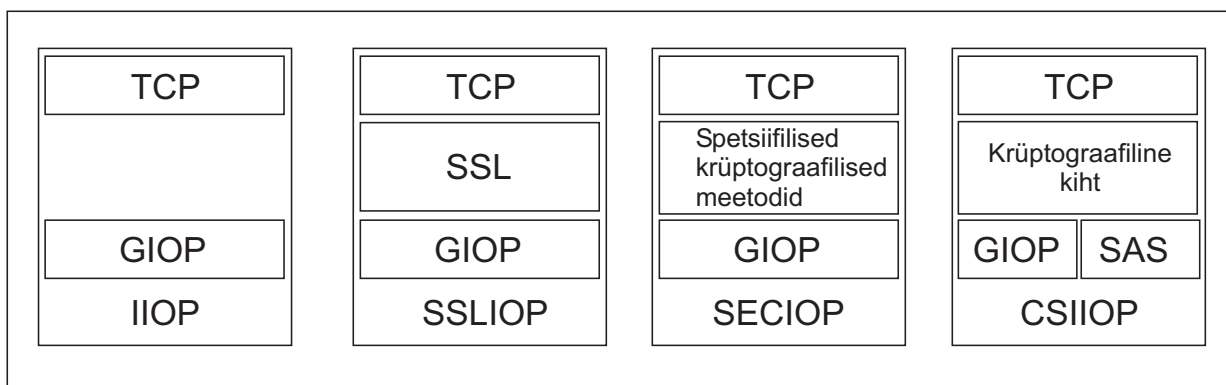 TCP
GIOP
IIOP
TCP
SSL
GIOP
SSLIOP
TCP
Spetsiifilised
krüptograafilised
meetodid
GIOP
SECIOP
TCP
Krüptograafiline
kiht
GIOP
SAS
CSIIOP